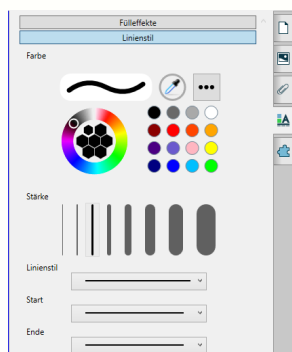 Fülleffekte
Linienstil
Farbe
Stärke
Linienstil
Start
Ende